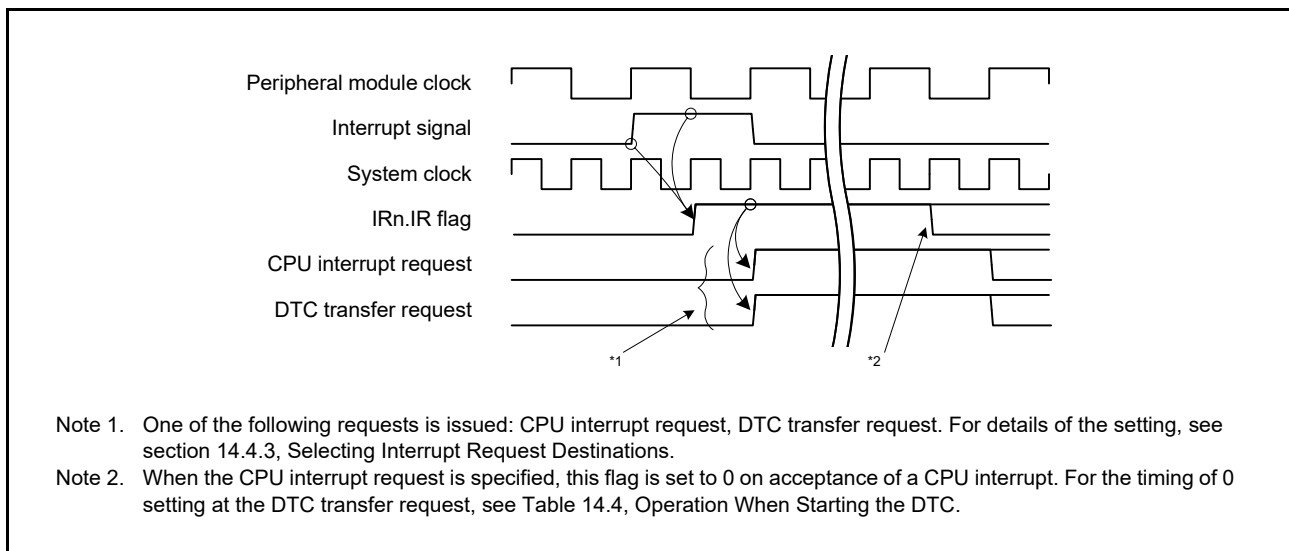 Peripheral module clock
Interrupt signal
System clock
IRn.IR flag
CPU interrupt request
DTC transfer request
*1
*2
Note 1. One of the following requests is issued: CPU interrupt request, DTC transfer request. For details of the setting, see
section 14.4.3, Selecting Interrupt Request Destinations.
Note 2. When the CPU interrupt request is specified, this flag is set to 0 on acceptance of a CPU interrupt. For the timing of 0
setting at the DTC transfer request, see Table 14.4, Operation When Starting the DTC.